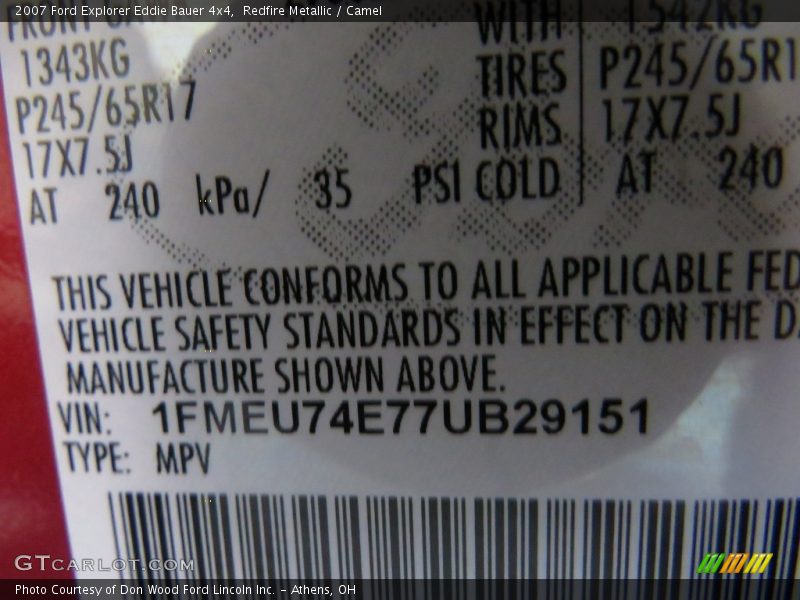 2007 Ford Explorer Eddie Bauer 4x4, Redfire Metallic / Camel
WITH 1542KG
1343KG TIRES P245/65R1
P245/65R17 RIMS 17X7.5J
17X7.5J
AT 240 kPa/ 35 PSI COLD AT 240
THIS VEHICLE CONFORMS TO ALL APPLICABLE FED
VEHICLE SAFETY STANDARDS IN EFFECT ON THE D
MANUFACTURE SHOWN ABOVE.
VIN: 1FMEU74E77UB29151
TYPE: MPV
GTCARLOT.COM
Photo Courtesy of Don Wood Ford Lincoln Inc. - Athens, OH